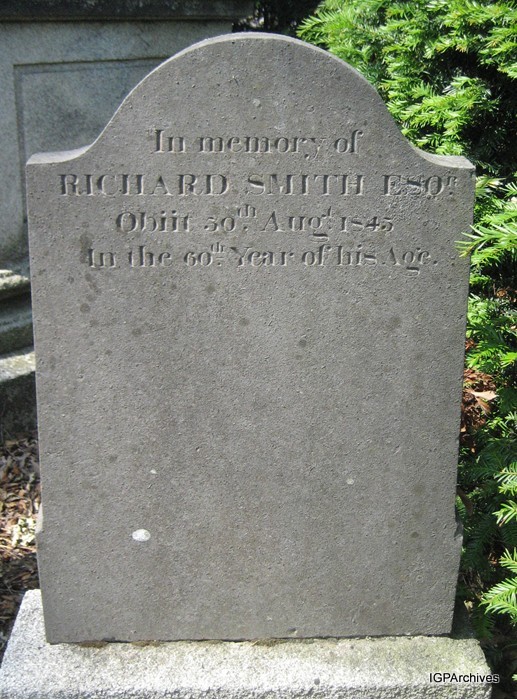 In memory of
RICHARD SMITH ESQr.
Obiit 30th Augt. 1845
In the 60th. Year of his Age.
IGPArchives